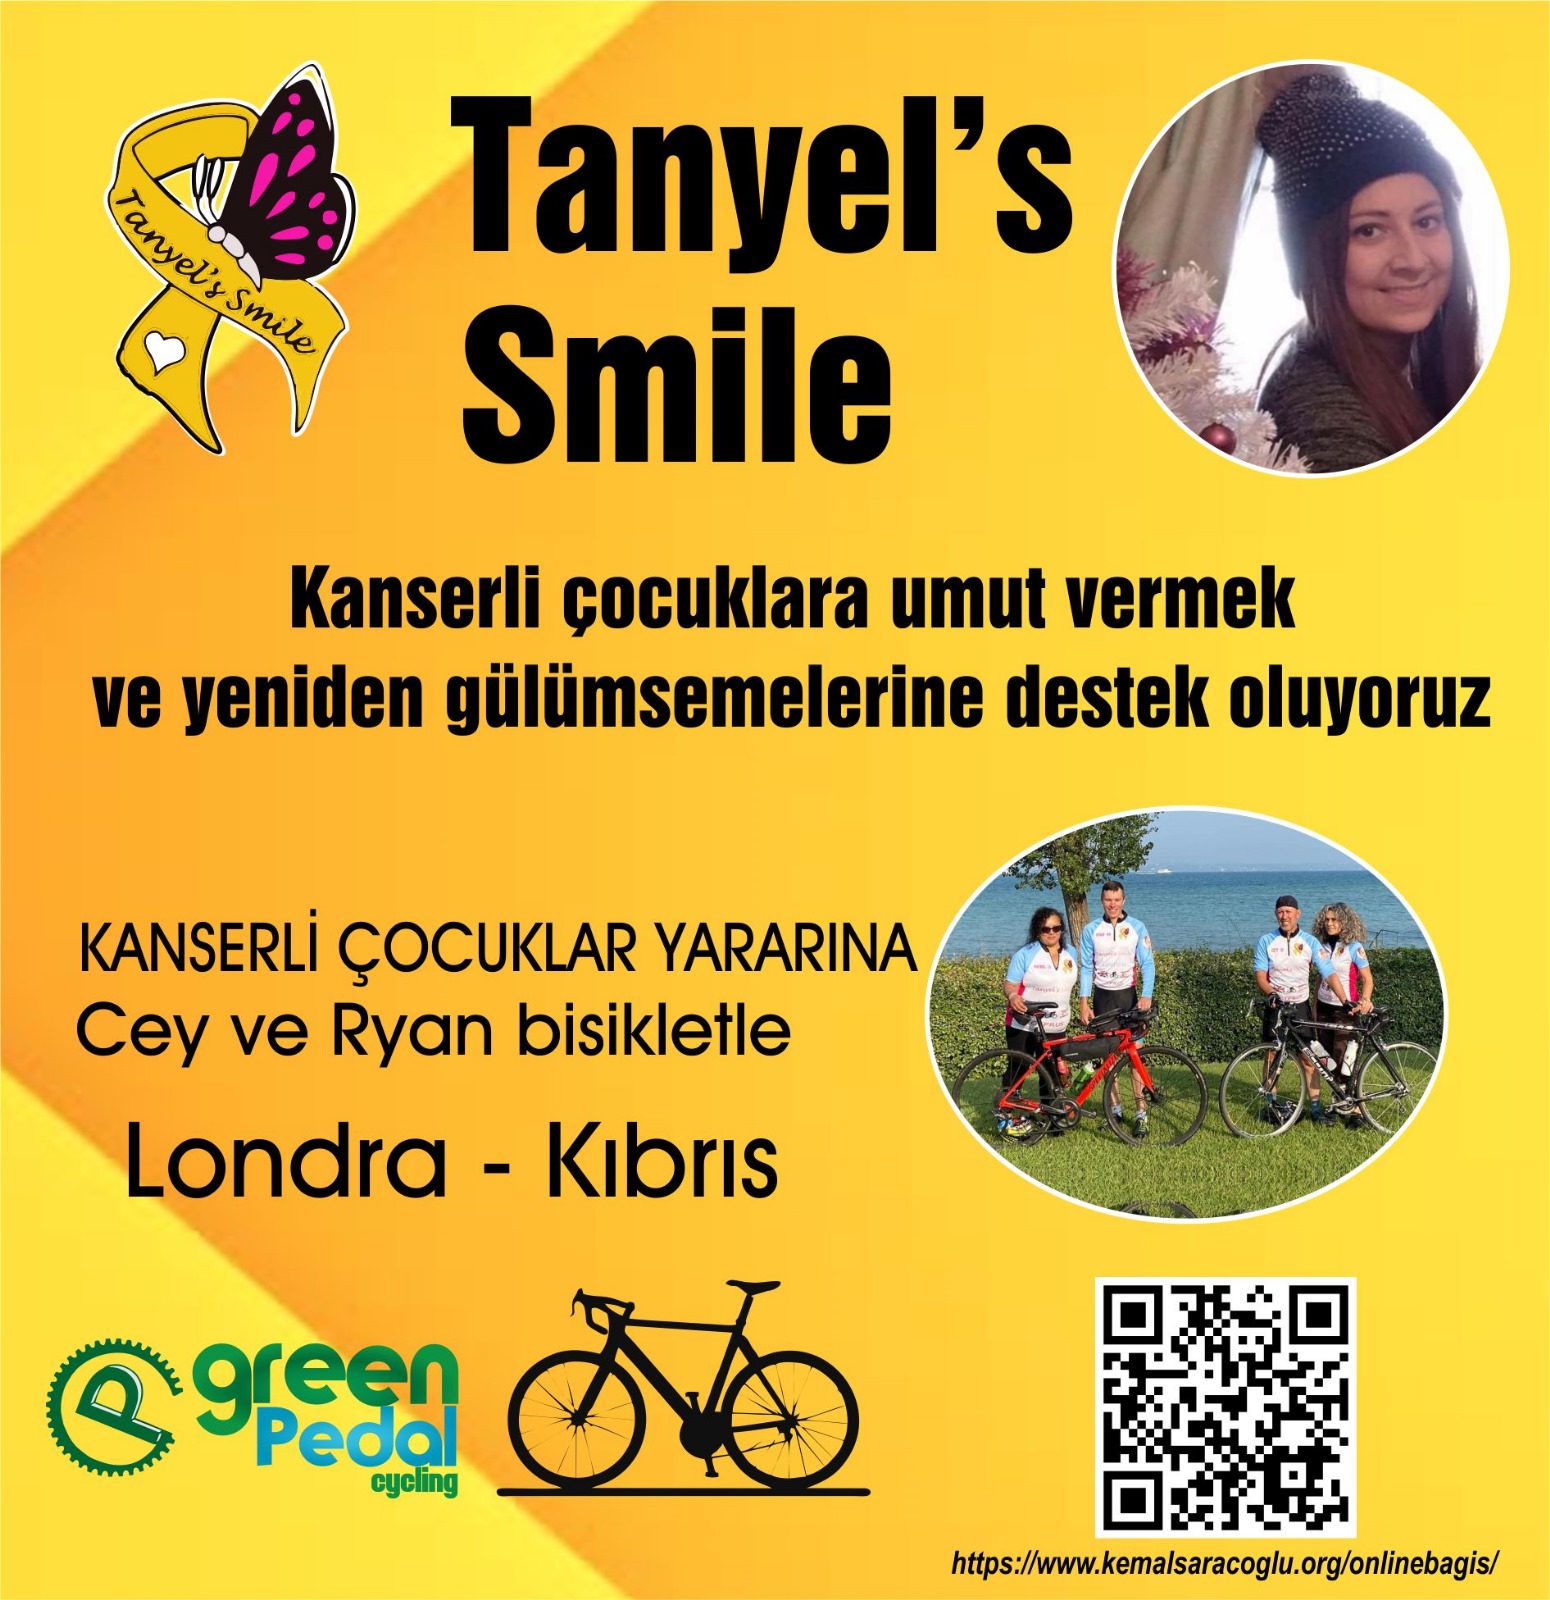 Tanyel's Smile
Tanyel's
Smile
Kanserli çocuklara umut vermek
ve yeniden gülümsemelerine destek oluyoruz
KANSERLİ ÇOCUKLAR YARARINA
Cey ve Ryan bisikletle
Londra - Kıbrıs
green
Pedal
cycling
https://www.kemalsaracoglu.org/onlinebagis/